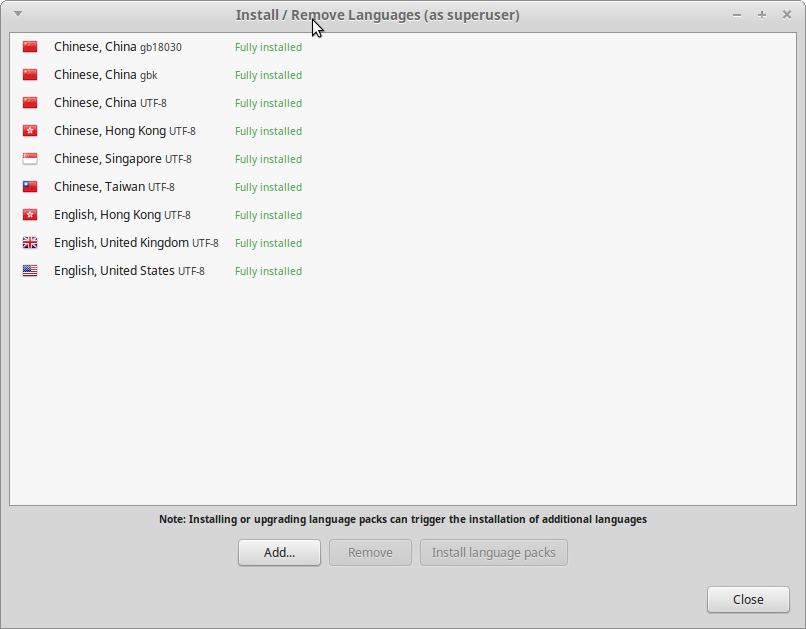 Install / Remove Languages (as superuser)
Chinese, China gb18030 Fully installed
Chinese, China gbk Fully installed
Chinese, China UTF-8 Fully installed
Chinese, Hong Kong UTF-8 Fully installed
Chinese, Singapore UTF-8 Fully installed
Chinese, Taiwan UTF-8 Fully installed
English, Hong Kong UTF-8 Fully installed
English, United Kingdom UTF-8 Fully installed
English, United States UTF-8 Fully installed
Note: Installing or upgrading language packs can trigger the installation of additional languages
Add... Remove Install language packs
Close